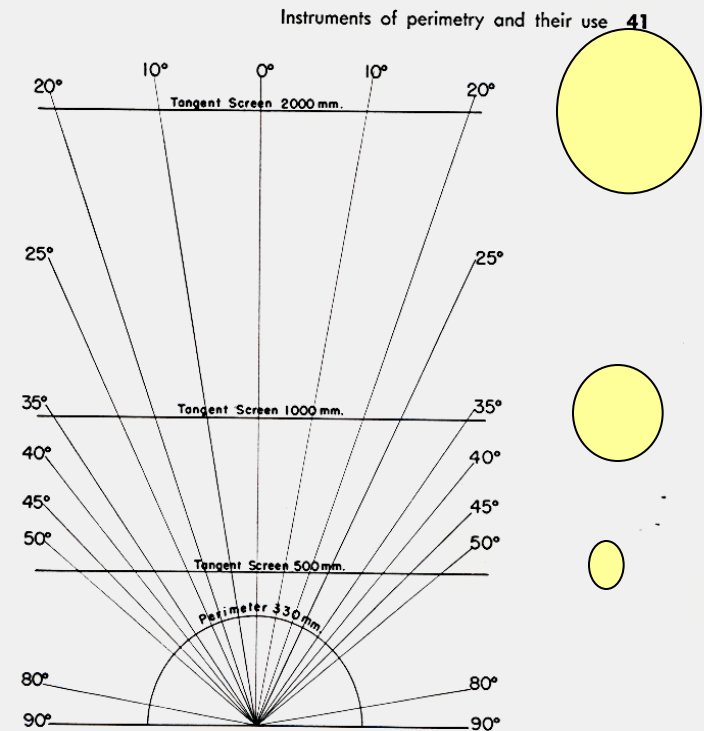 Instruments of perimetry and their use 41
20° 10° 0° 10° 20°
Tangent Screen 2000 mm.
25° 25°
35° 35°
Tangent Screen 1000 mm.
40° 40°
45° 45°
50° 50°
Tangent Screen 500 mm.
Perimeter 330 mm.
80° 80°
90° 90°